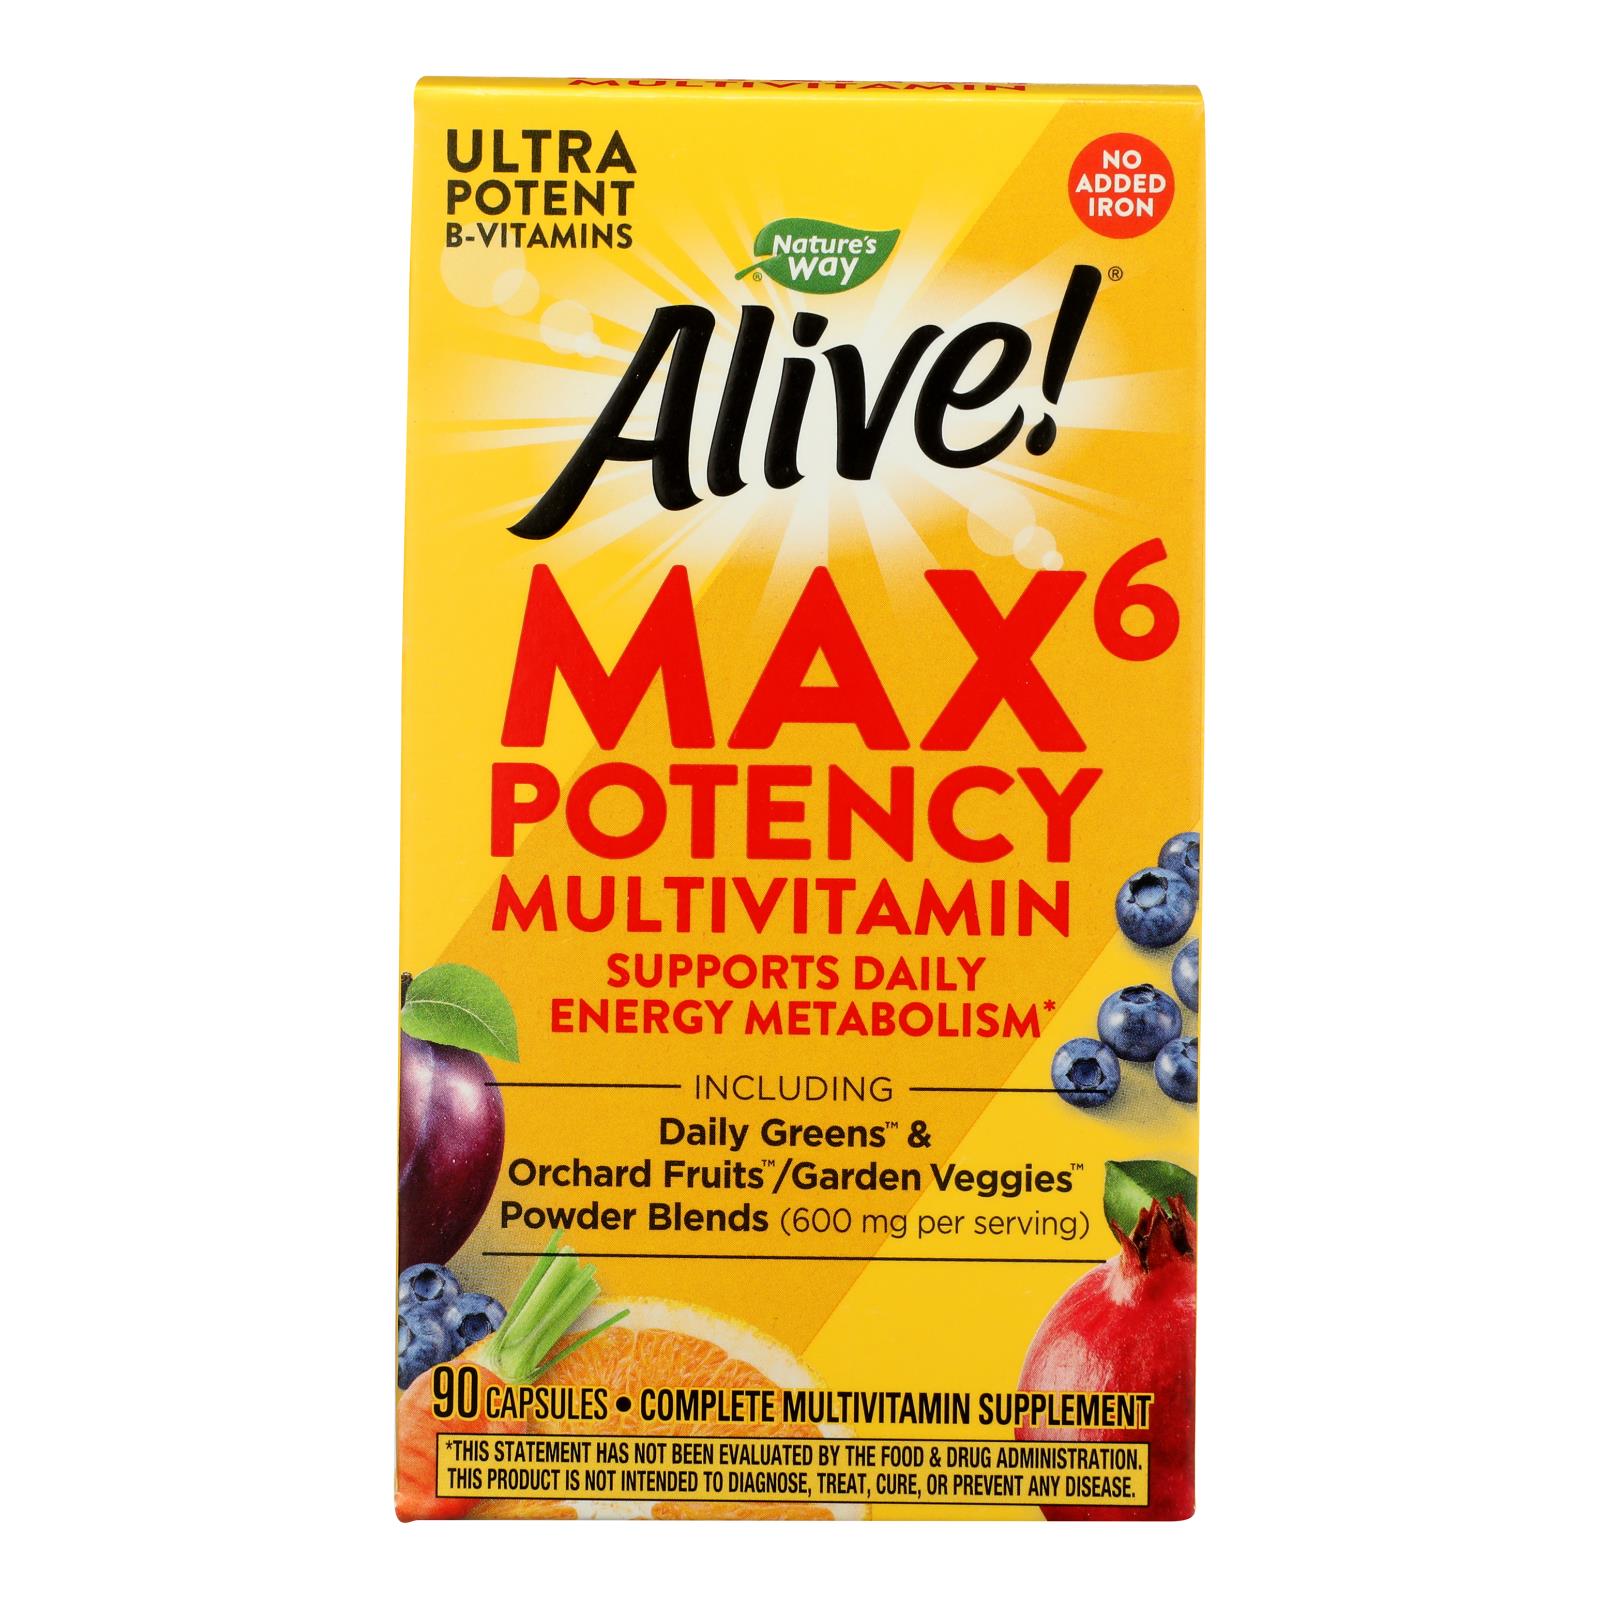 MULTIVITAMIN
ULTRA
POTENT
B-VITAMINS
NO
ADDED
IRON
Nature's
Way®
Alive!®
MAX⁶
POTENCY
MULTIVITAMIN
SUPPORTS DAILY
ENERGY METABOLISM*
INCLUDING
Daily Greens™ &
Orchard Fruits™/Garden Veggies™
Powder Blends (600 mg per serving)
90 CAPSULES • COMPLETE MULTIVITAMIN SUPPLEMENT
*THIS STATEMENT HAS NOT BEEN EVALUATED BY THE FOOD & DRUG ADMINISTRATION.
THIS PRODUCT IS NOT INTENDED TO DIAGNOSE, TREAT, CURE, OR PREVENT ANY DISEASE.